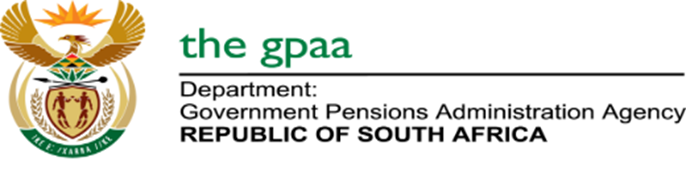 the gpaa
Department:
Government Pensions Administration Agency
REPUBLIC OF SOUTH AFRICA